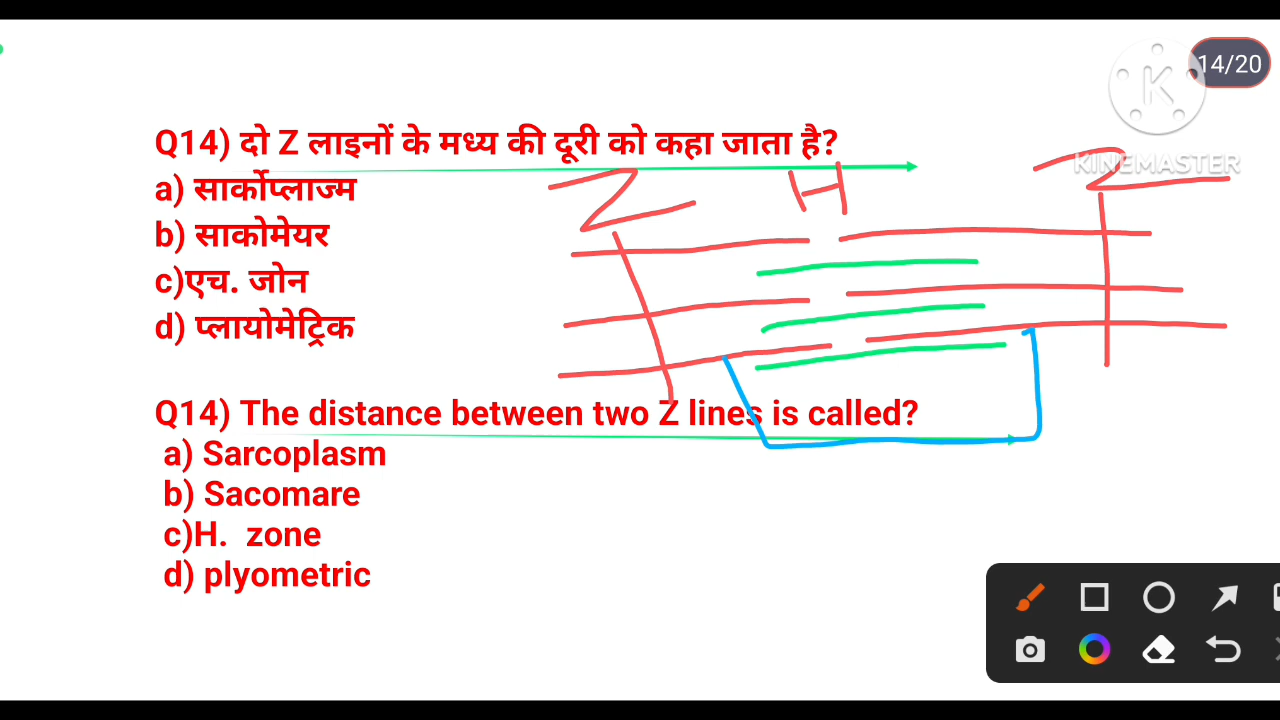 14/20
KINEMASTER
Q14) दो Z लाइनों के मध्य की दूरी को कहा जाता है?
a) सार्कोप्लाज्म
b) साकोमेयर
c)एच. जोन
d) प्लायोमेट्रिक
Z H Z
Q14) The distance between two Z lines is called?
a) Sarcoplasm
b) Sacomare
c)H. zone
d) plyometric